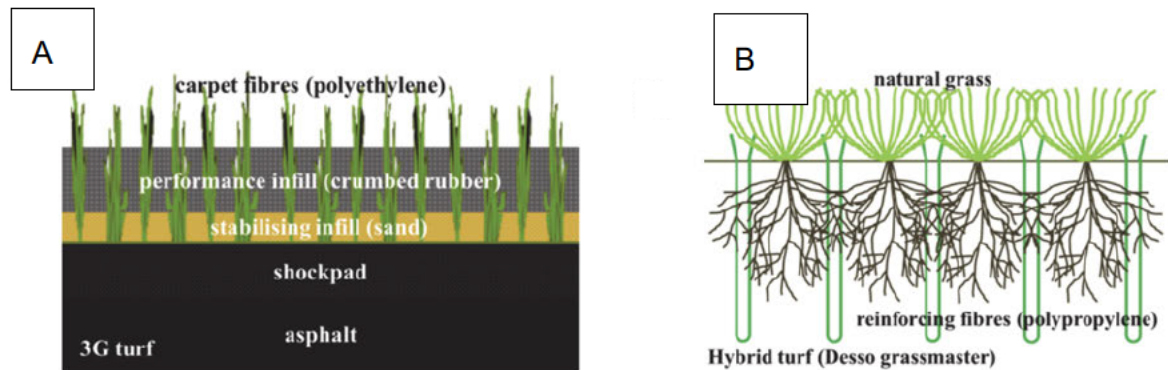 A
carpet fibres (polyethylene)
performance infill (crumbed rubber)
stabilising infill (sand)
shockpad
asphalt
3G turf
B
natural grass
reinforcing fibres (polypropylene)
Hybrid turf (Desso grassmaster)